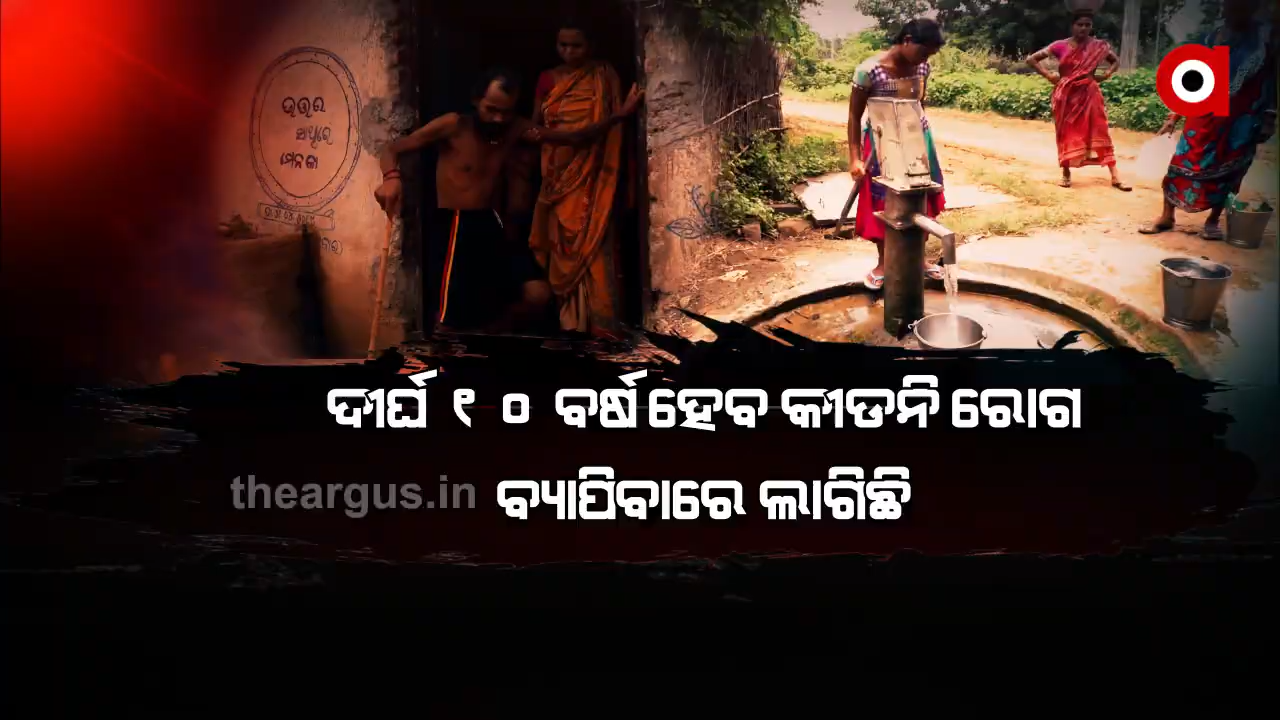 ଦୀର୍ଘ ୧ ୦ ବର୍ଷ ହେବ କୀଡନି ରୋଗ
ବ୍ୟାପିବାରେ ଲାଗିଛି
theargus.in